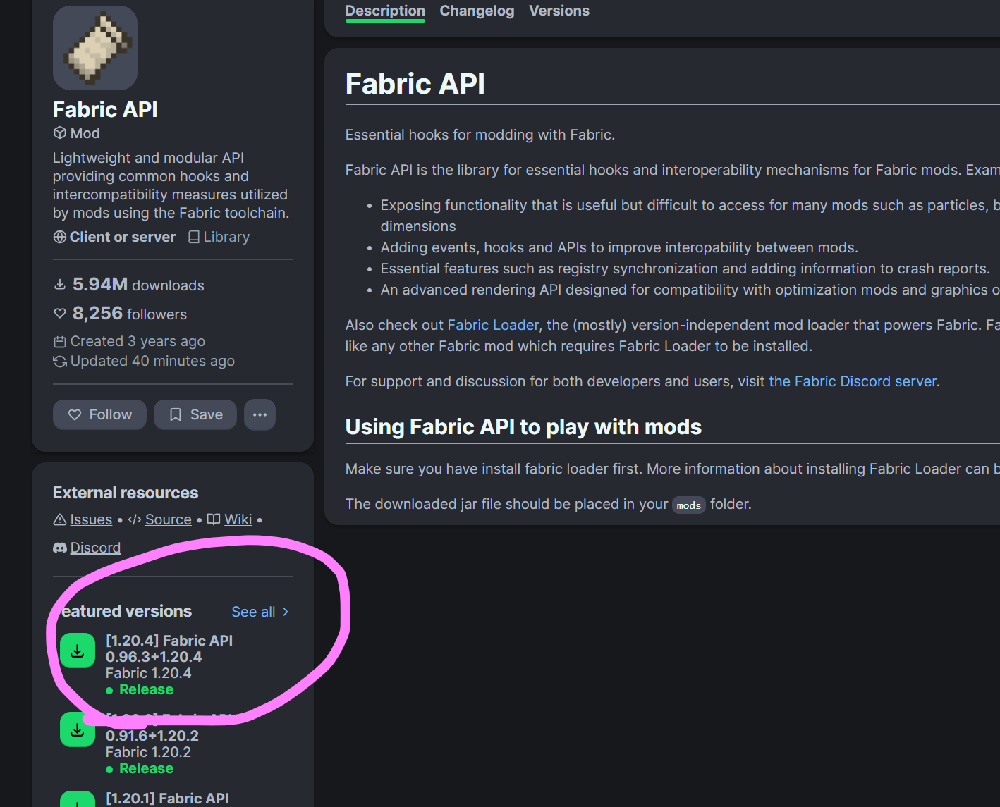 Fabric API
Mod
Lightweight and modular API
providing common hooks and
intercompatibility measures utilized
by mods using the Fabric toolchain.
Client or server Library
5.94M downloads
8,256 followers
Created 3 years ago
Updated 40 minutes ago
Follow Save
External resources
Issues • Source • Wiki •
Discord
eatured versions See all
[1.20.4] Fabric API
0.96.3+1.20.4
Fabric 1.20.4
Release
0.91.6+1.20.2
Fabric 1.20.2
Release
[1.20.1] Fabric API
Description Changelog Versions
Fabric API
Essential hooks for modding with Fabric.
Fabric API is the library for essential hooks and interoperability mechanisms for Fabric mods. Exam
• Exposing functionality that is useful but difficult to access for many mods such as particles, b
dimensions
• Adding events, hooks and APIs to improve interopability between mods.
• Essential features such as registry synchronization and adding information to crash reports.
• An advanced rendering API designed for compatibility with optimization mods and graphics o
Also check out Fabric Loader, the (mostly) version-independent mod loader that powers Fabric. Fa
like any other Fabric mod which requires Fabric Loader to be installed.
For support and discussion for both developers and users, visit the Fabric Discord server.
Using Fabric API to play with mods
Make sure you have install fabric loader first. More information about installing Fabric Loader can b
The downloaded jar file should be placed in your mods folder.